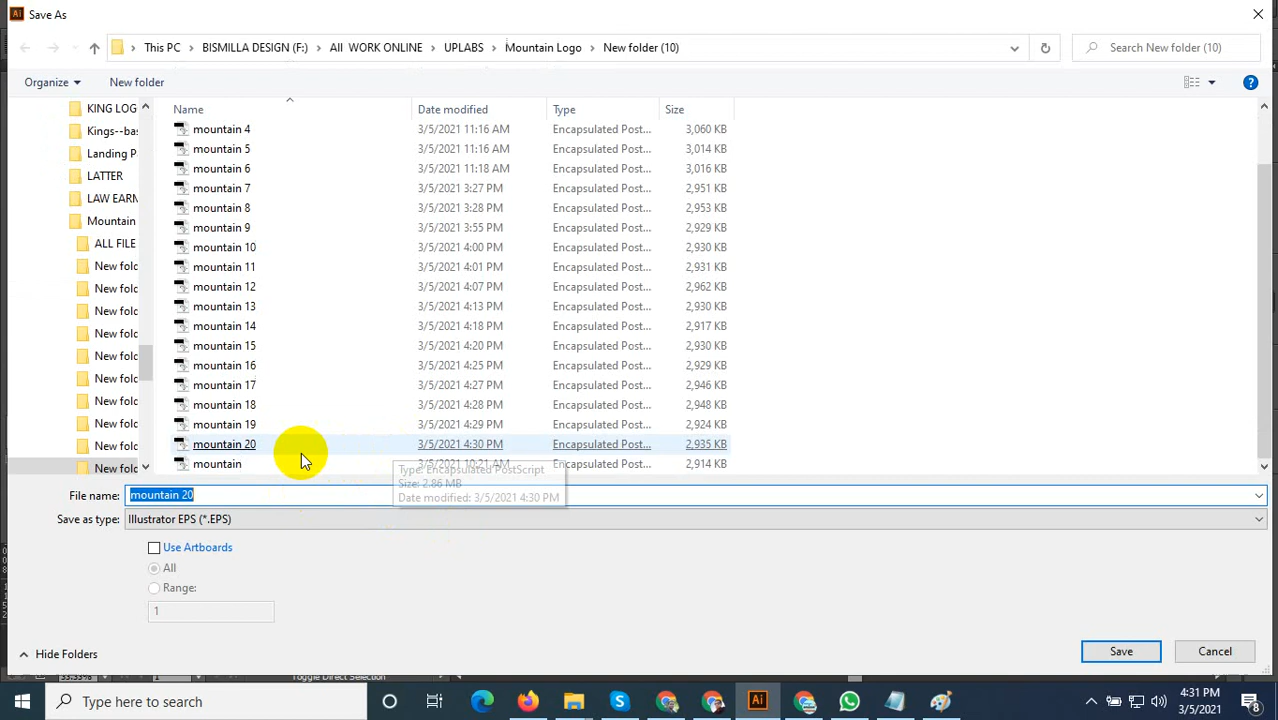 Save As
This PC > BISMILLA DESIGN (F:) > All WORK ONLINE > UPLABS > Mountain Logo > New folder (10)
Search New folder (10)
Organize
New folder
KING LOG
Kings--bas
Landing P
LATTER
LAW EARN
Mountain
ALL FILE
New fold
New fold
New fold
New fold
New fold
New fold
New fold
New fold
New fold
New fold
Name Date modified Type Size
mountain 4 3/5/2021 11:16 AM Encapsulated Post... 3,060 KB
mountain 5 3/5/2021 11:16 AM Encapsulated Post... 3,014 KB
mountain 6 3/5/2021 11:18 AM Encapsulated Post... 3,016 KB
mountain 7 3/5/2021 3:27 PM Encapsulated Post... 2,951 KB
mountain 8 3/5/2021 3:28 PM Encapsulated Post... 2,953 KB
mountain 9 3/5/2021 3:55 PM Encapsulated Post... 2,929 KB
mountain 10 3/5/2021 4:00 PM Encapsulated Post... 2,930 KB
mountain 11 3/5/2021 4:01 PM Encapsulated Post... 2,931 KB
mountain 12 3/5/2021 4:07 PM Encapsulated Post... 2,962 KB
mountain 13 3/5/2021 4:13 PM Encapsulated Post... 2,930 KB
mountain 14 3/5/2021 4:18 PM Encapsulated Post... 2,917 KB
mountain 15 3/5/2021 4:20 PM Encapsulated Post... 2,930 KB
mountain 16 3/5/2021 4:25 PM Encapsulated Post... 2,929 KB
mountain 17 3/5/2021 4:27 PM Encapsulated Post... 2,946 KB
mountain 18 3/5/2021 4:28 PM Encapsulated Post... 2,948 KB
mountain 19 3/5/2021 4:29 PM Encapsulated Post... 2,924 KB
mountain 20 3/5/2021 4:30 PM Encapsulated Post... 2,935 KB
mountain 3/5/2021 10:21 AM Encapsulated Post... 2,914 KB
Type: Encapsulated PostScript
Size: 2.86 MB
Date modified: 3/5/2021 4:30 PM
File name: mountain 20
Save as type: Illustrator EPS (*.EPS)
Use Artboards
All
Range:
1
Hide Folders
Save
Cancel
33.33%
1
Toggle Direct Selection
Type here to search
Ai
4:31 PM
3/5/2021
8